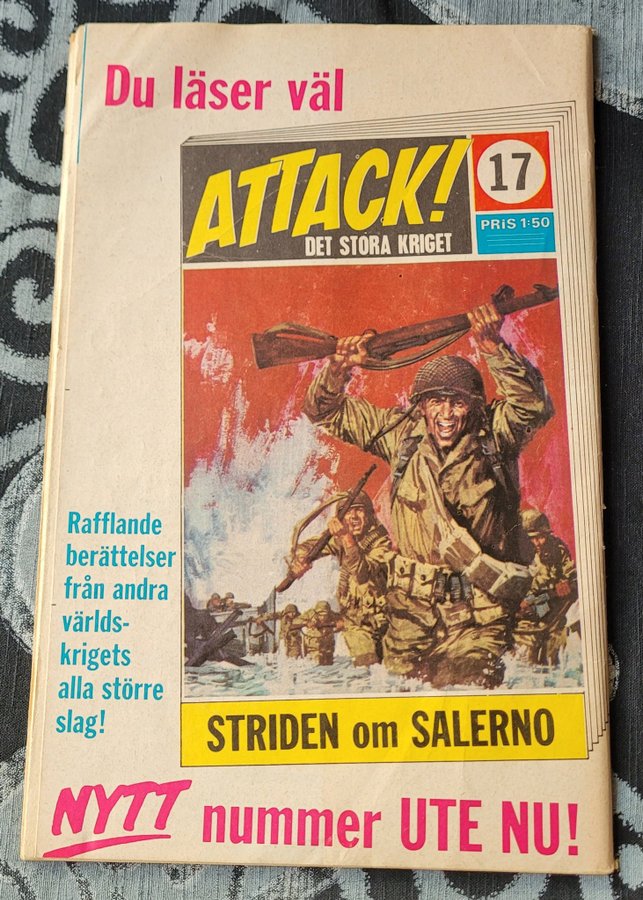 Du läser väl
ATTACK!
DET STORA KRIGET
17
PRiS 1:50
Rafflande
berättelser
från andra
världs-
krigets
alla större
slag!
STRIDEN om SALERNO
NYTT nummer UTE NU!